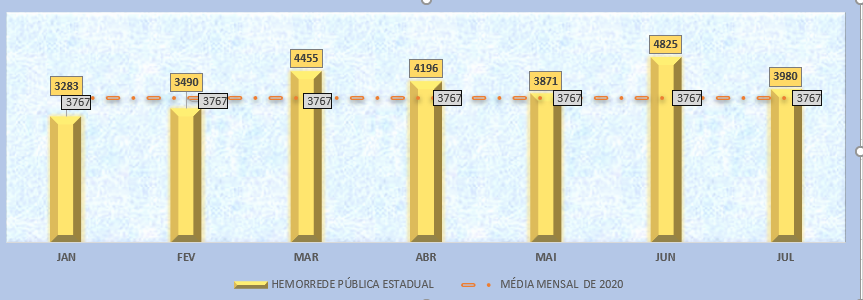 4825
4455
4196
3980
3871
3490
3283
3767 3767 3767 3767 3767 3767 3767
JAN FEV MAR ABR MAI JUN JUL
HEMORREDE PÚBLICA ESTADUAL MÉDIA MENSAL DE 2020